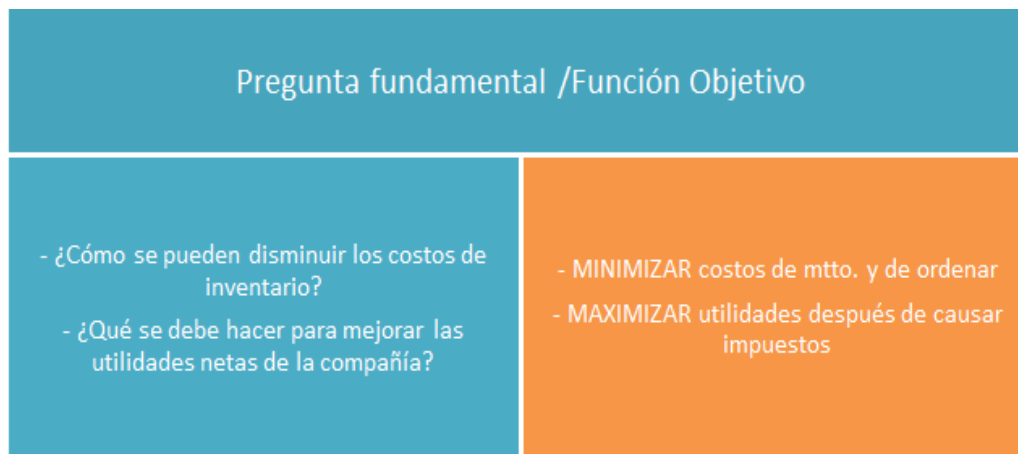 Pregunta fundamental /Función Objetivo
- ¿Cómo se pueden disminuir los costos de
inventario?
- ¿Qué se debe hacer para mejorar las
utilidades netas de la compañía?
- MINIMIZAR costos de mtto. y de ordenar
- MAXIMIZAR utilidades después de causar
impuestos